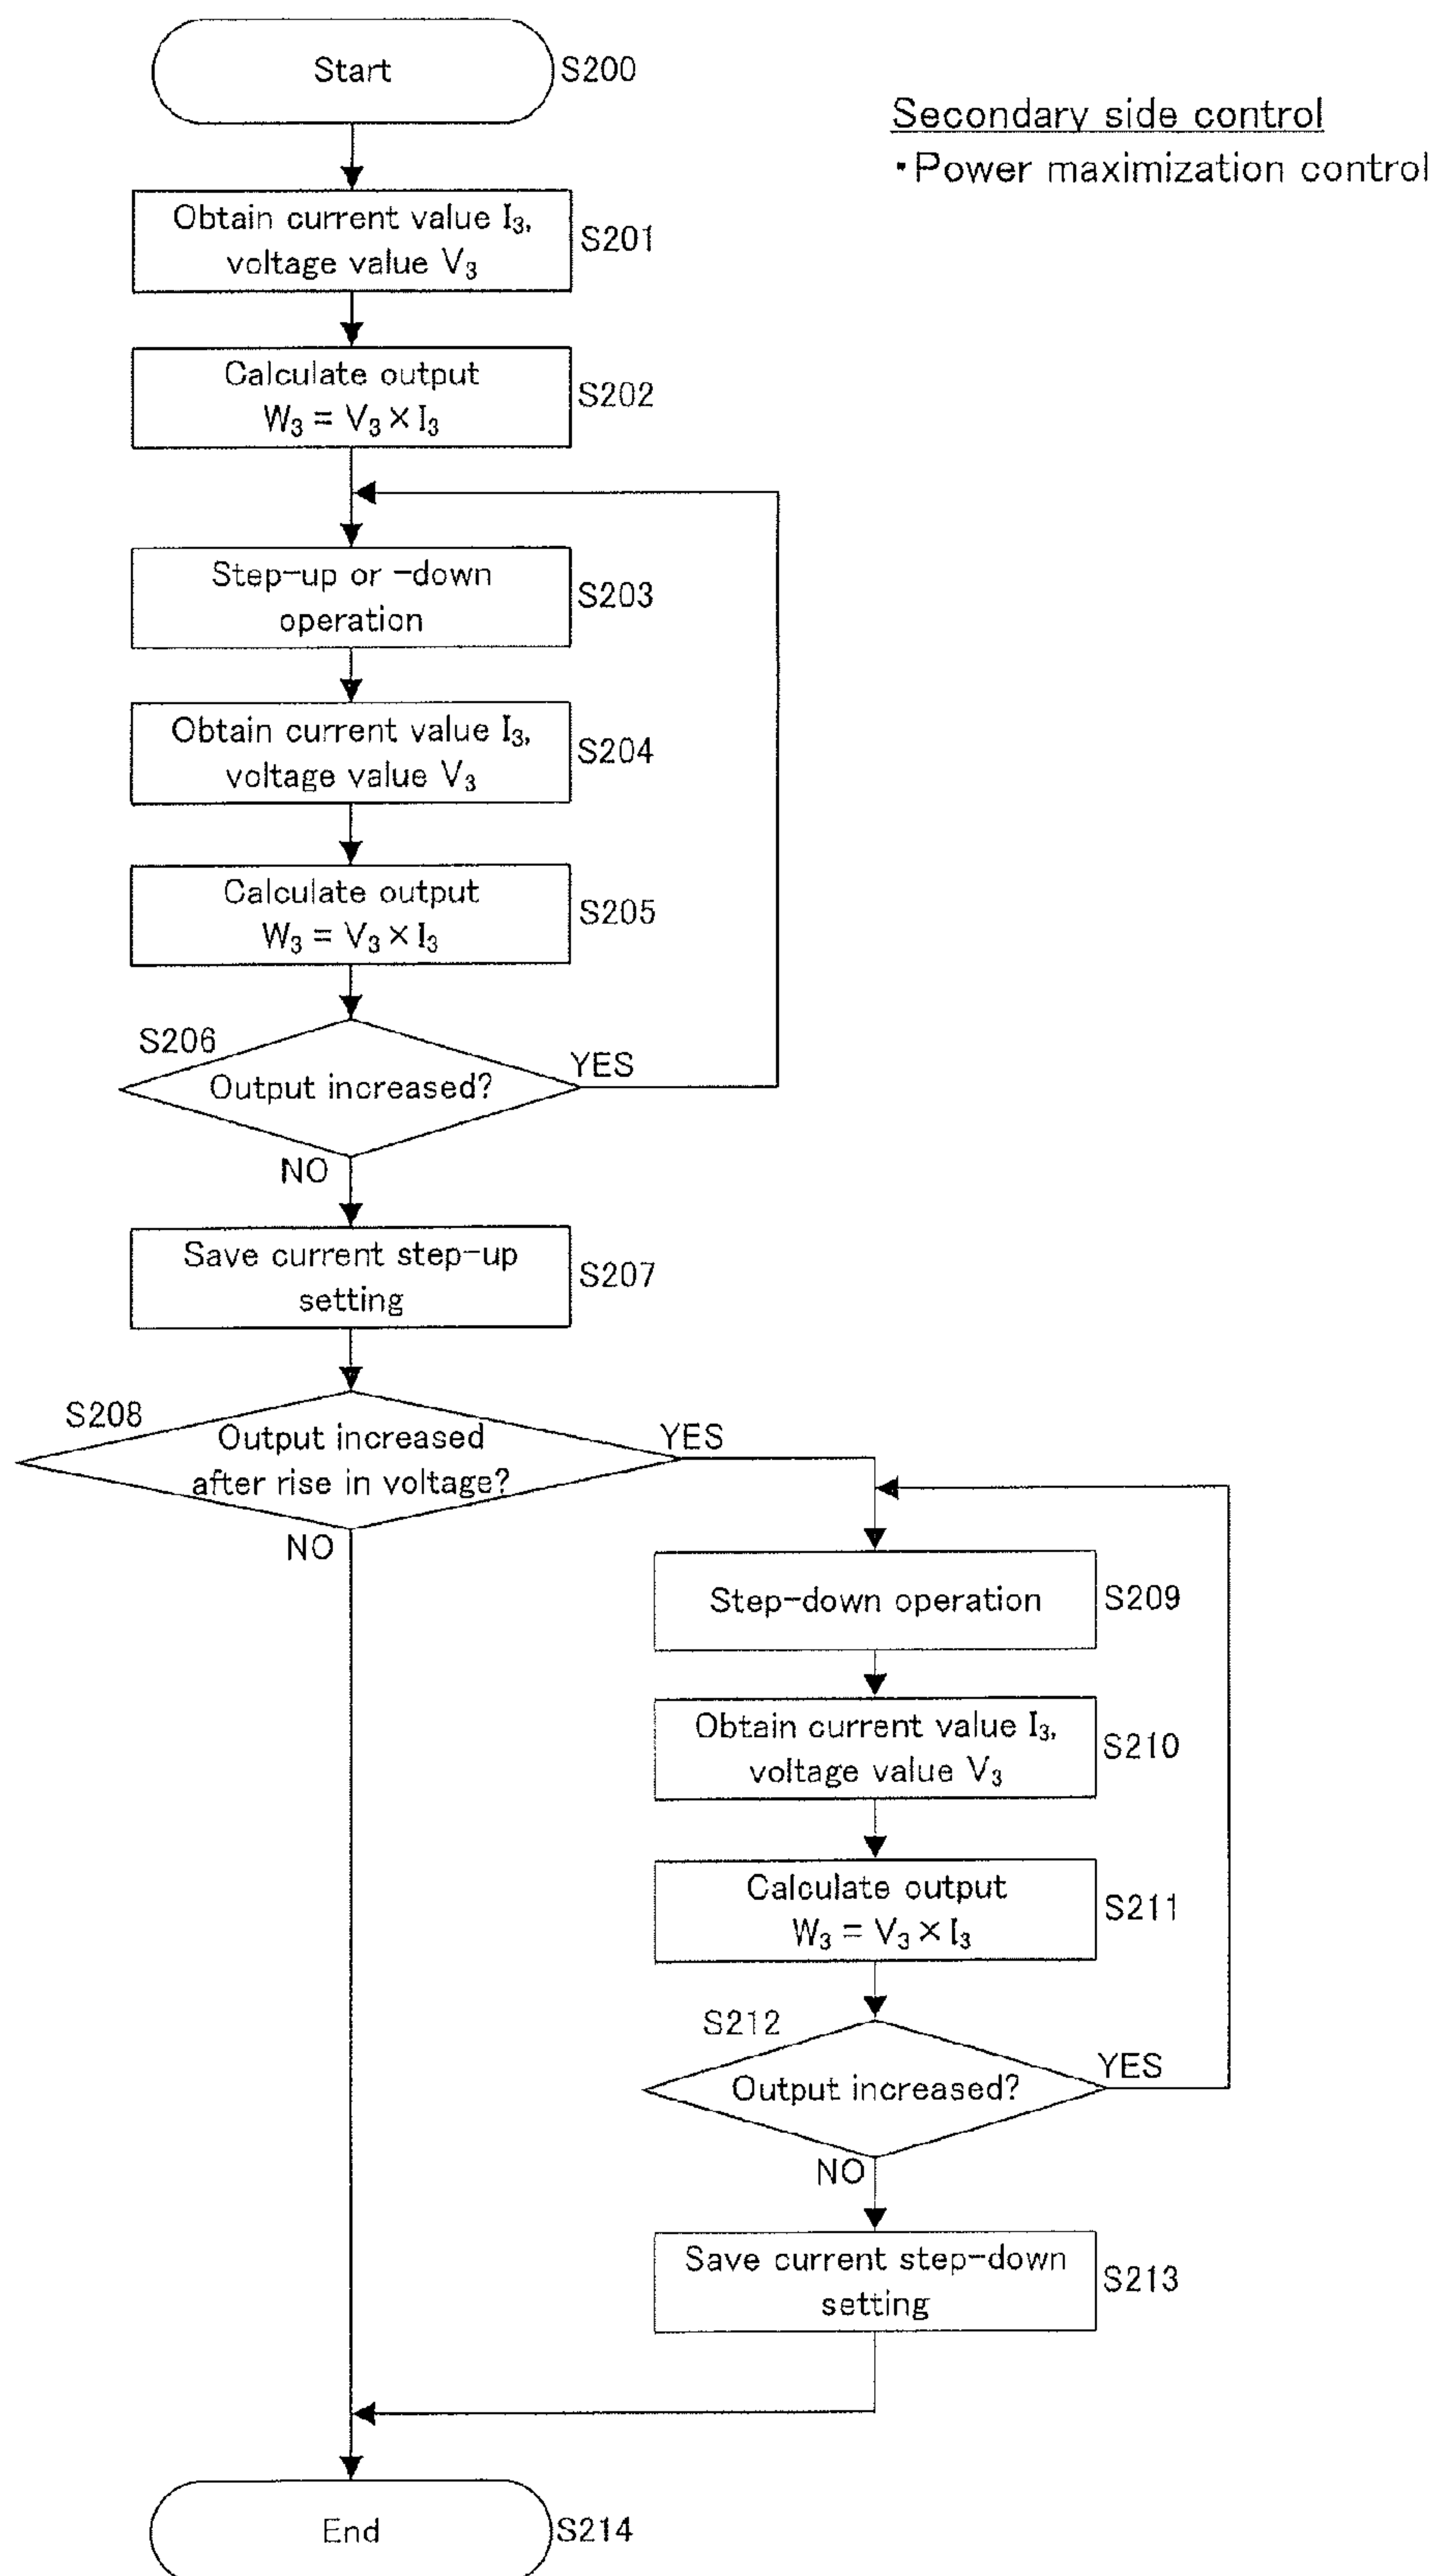 Start
S200
Secondary side control
・Power maximization control
Obtain current value I₃,
voltage value V₃
S201
Calculate output
W₃ = V₃ × I₃
S202
Step-up or -down
operation
S203
Obtain current value I₃,
voltage value V₃
S204
Calculate output
W₃ = V₃ × I₃
S205
S206
Output increased?
YES
NO
Save current step-up
setting
S207
S208
Output increased
after rise in voltage?
YES
NO
Step-down operation
S209
Obtain current value I₃,
voltage value V₃
S210
Calculate output
W₃ = V₃ × I₃
S211
S212
Output increased?
YES
NO
Save current step-down
setting
S213
End
S214